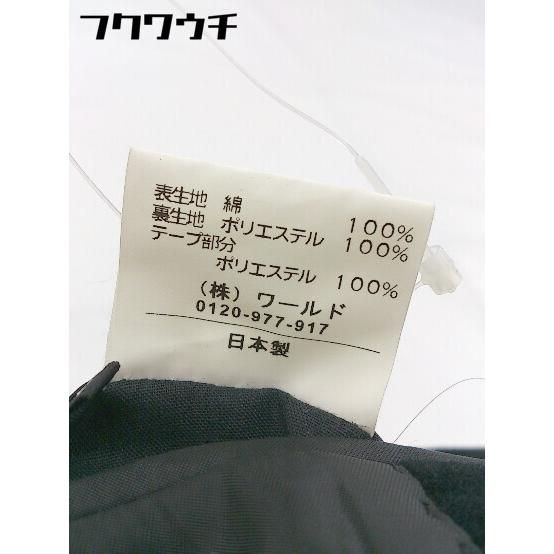 フクワウチ
表生地 綿 100%
裏生地 ポリエステル 100%
テープ部分
ポリエステル 100%
(株) ワールド
0120-977-917
日本製